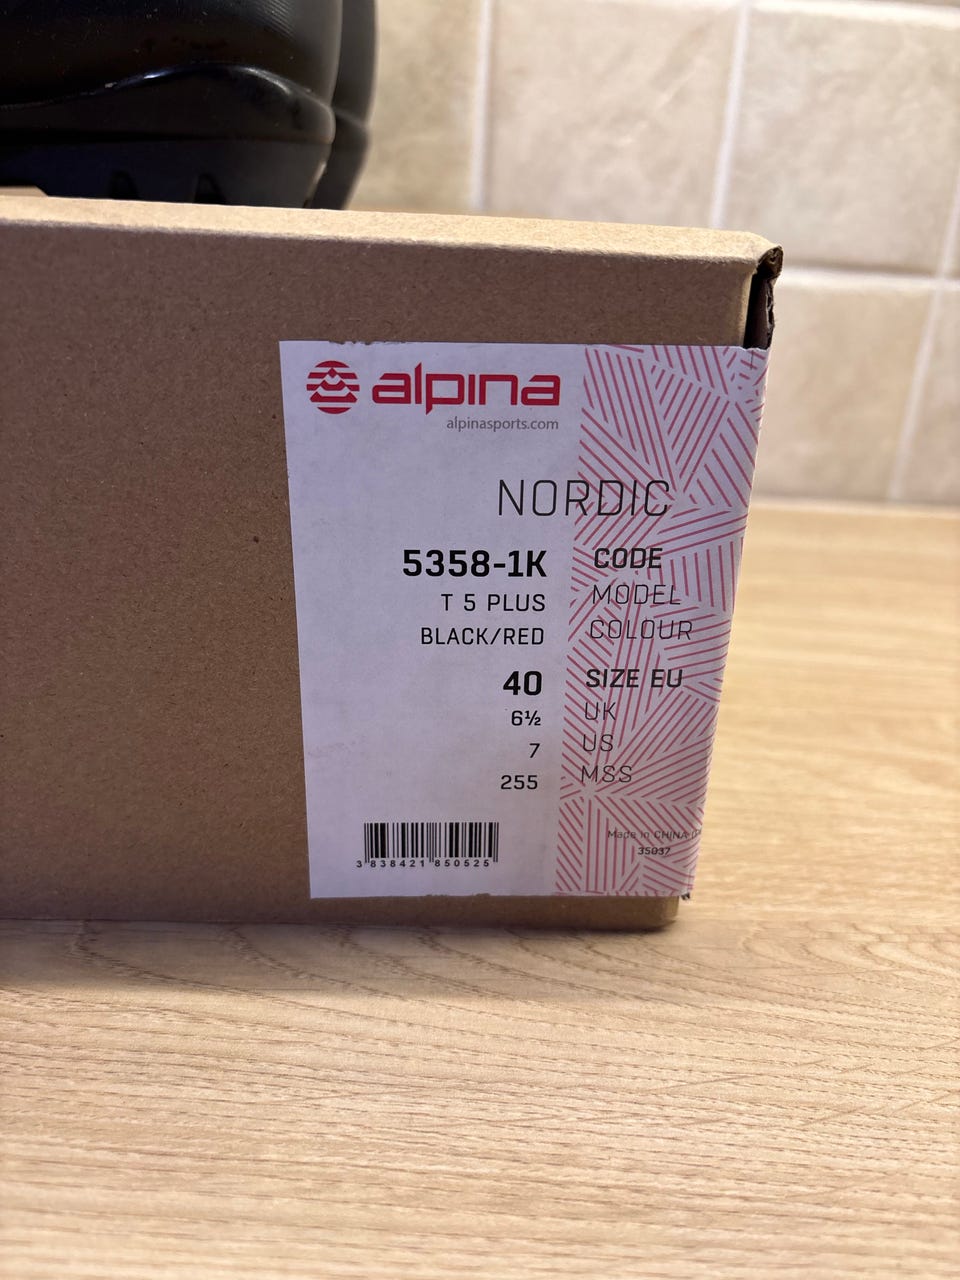 alpina
alpinasports.com
NORDIC
5358-1K CODE
T 5 PLUS MODEL
BLACK/RED COLOUR
40 SIZE EU
6½ UK
7 US
255 MSS
Made in CHINA
35037
3 838421 850525